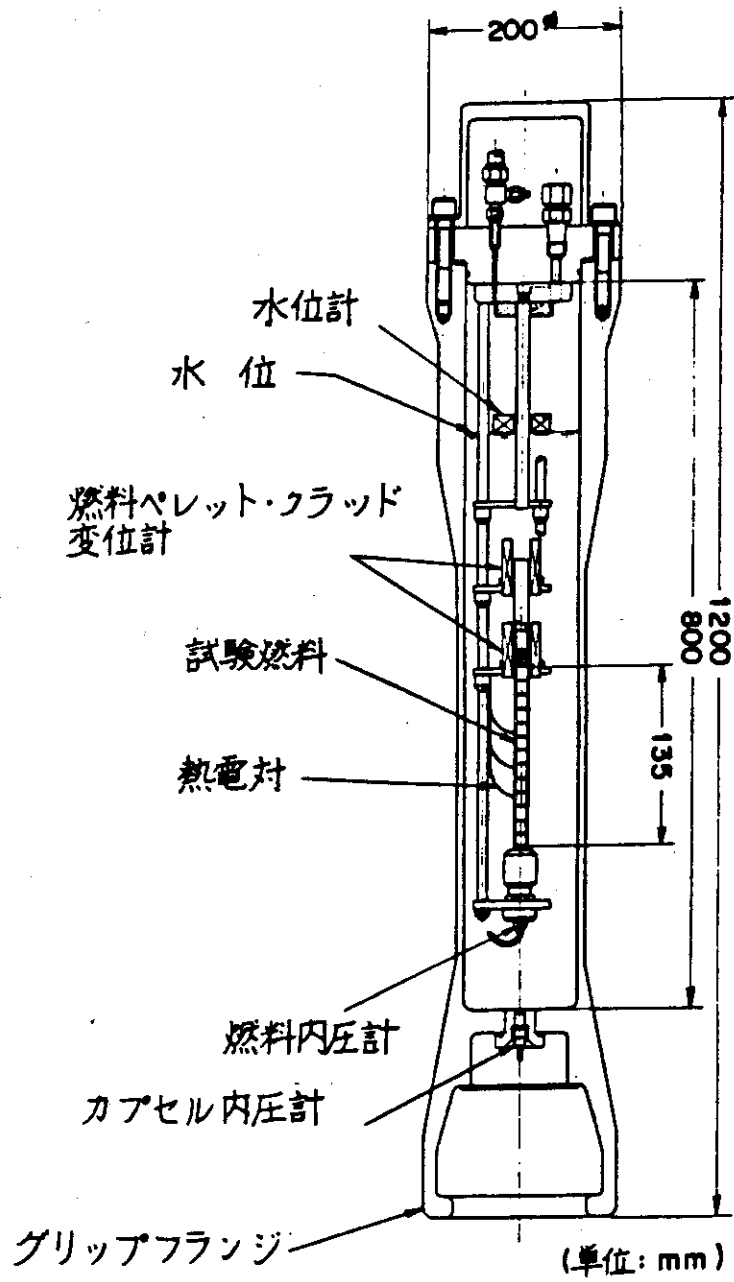 200φ
水位計
水 位
燃料ペレット・クラッド
変位計
1200
800
試験燃料
135
熱電対
燃料内圧計
カプセル内圧計
グリップフランジ
(単位: mm)